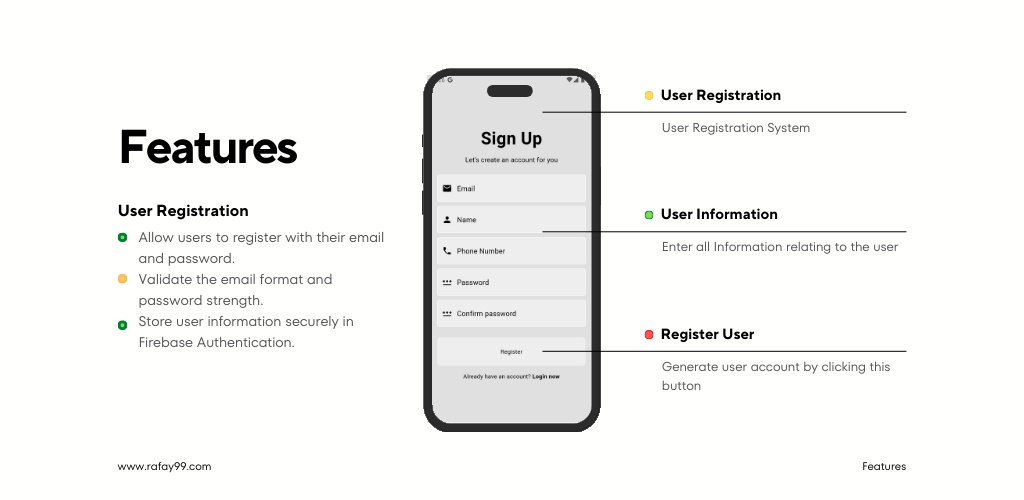 Features
User Registration
Allow users to register with their email
and password.
Validate the email format and
password strength.
Store user information securely in
Firebase Authentication.
Sign Up
Let's create an account for you
Email
Name
Phone Number
Password
Confirm password
Register
Already have an account? Login now
User Registration
User Registration System
User Information
Enter all Information relating to the user
Register User
Generate user account by clicking this
button
www.rafay99.com
Features